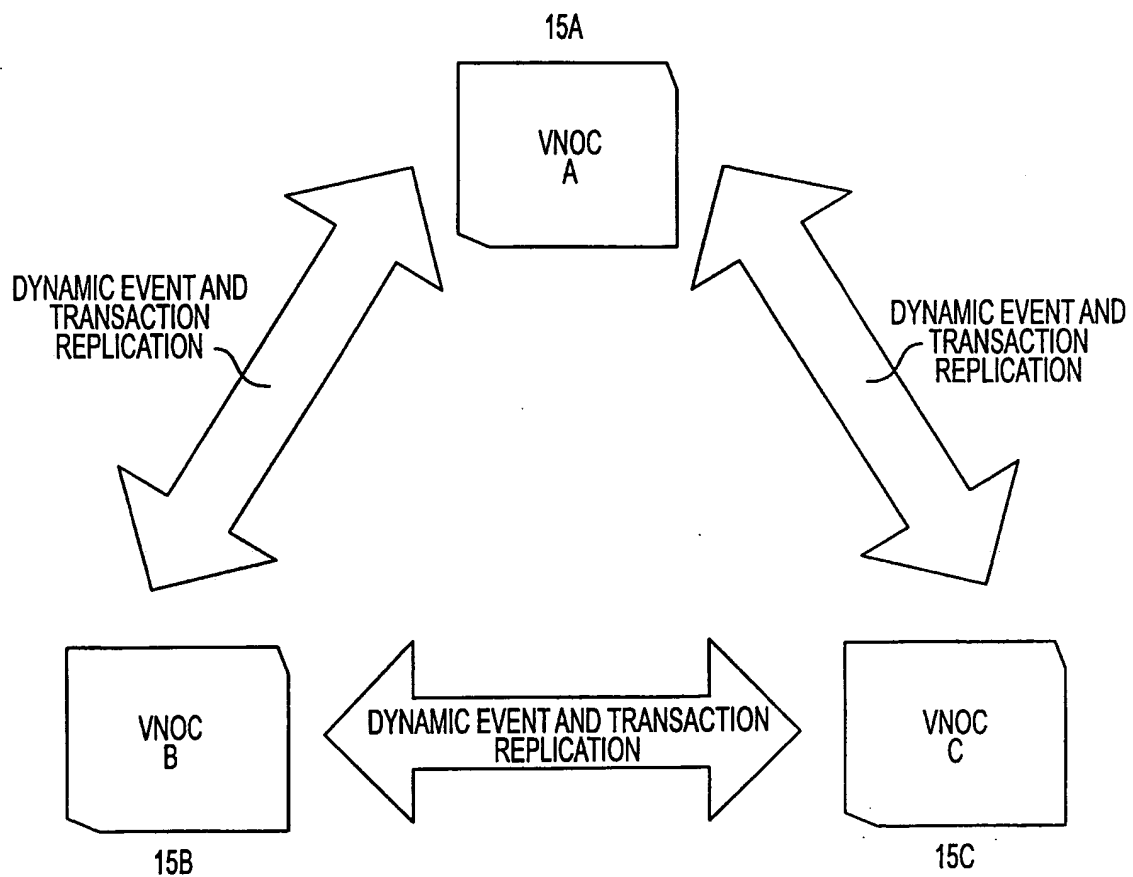 15A
VNOC
A
DYNAMIC EVENT AND
TRANSACTION
REPLICATION
DYNAMIC EVENT AND
TRANSACTION
REPLICATION
VNOC
B
DYNAMIC EVENT AND TRANSACTION
REPLICATION
VNOC
C
15B
15C